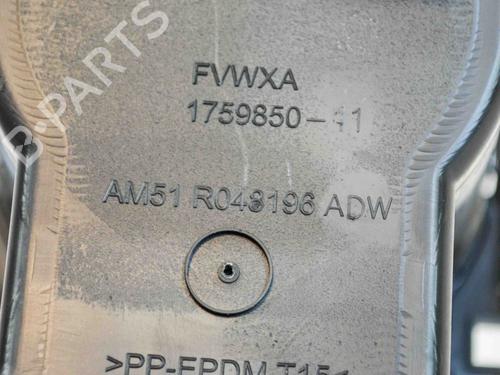 B-PARTS
FVWXA
1759850-11
AM51 R048196 ADW
>PP-EPDM T15<